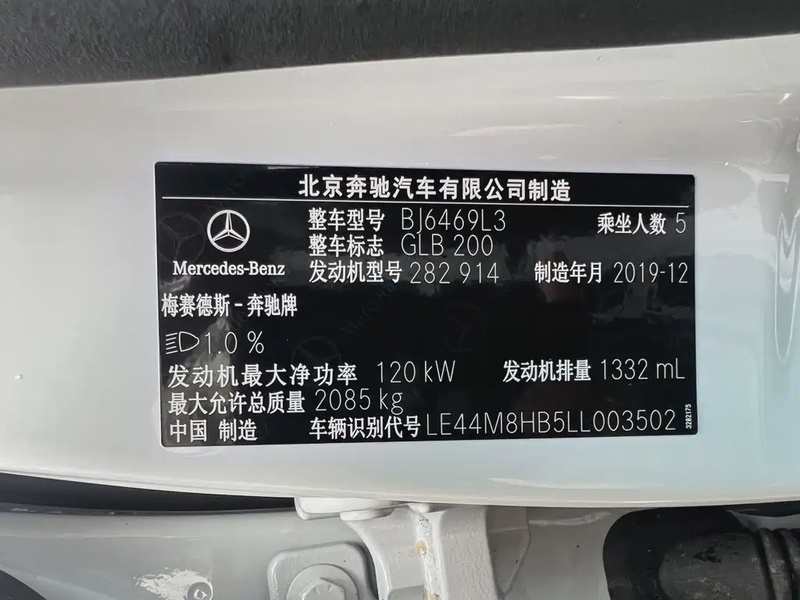 北京奔驰汽车有限公司制造
整车型号 BJ6469L3 乘坐人数 5
整车标志 GLB 200
Mercedes-Benz 发动机型号 282 914 制造年月 2019-12
梅赛德斯-奔驰牌
1.0 %
发动机最大净功率 120 kW 发动机排量 1332 mL
最大允许总质量 2085 kg
中国 制造 车辆识别代号 LE44M8HB5LL003502
3282175